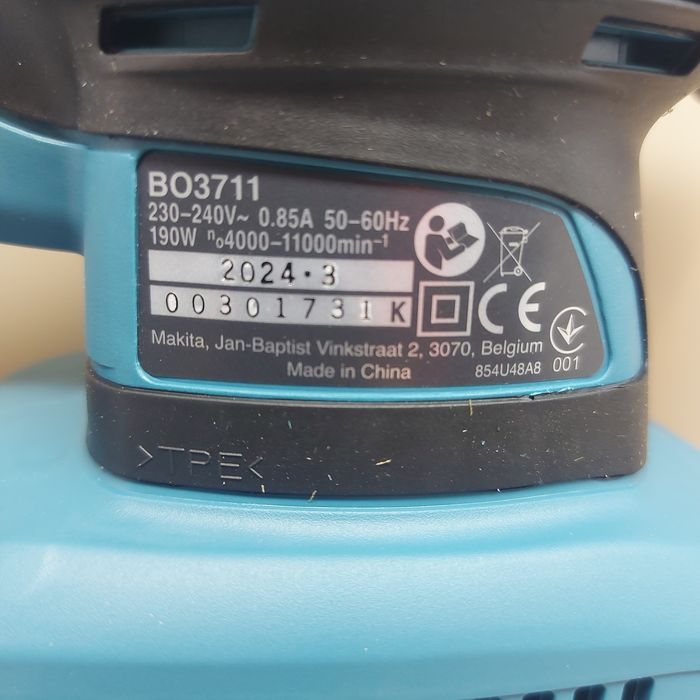 BO3711
230-240V~ 0.85A 50-60Hz
190W n₀4000-11000min⁻¹
2024·3
00301731 K
CE
Makita, Jan-Baptist Vinkstraat 2, 3070, Belgium
Made in China
854U48A8
001
>TPE<